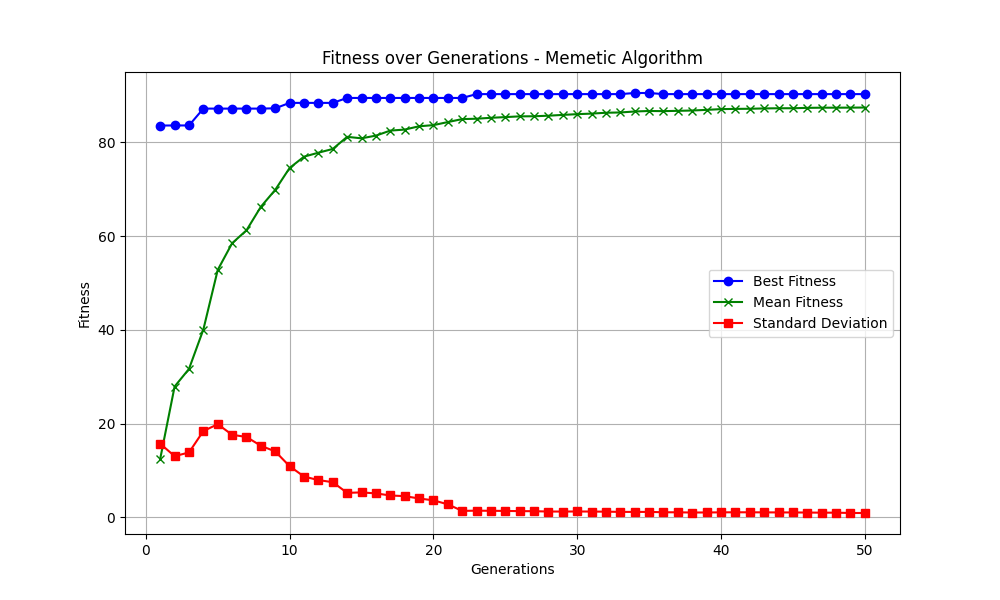 Fitness over Generations - Memetic Algorithm
Fitness
80
60
40
20
0
Best Fitness
Mean Fitness
Standard Deviation
0 10 20 30 40 50
Generations